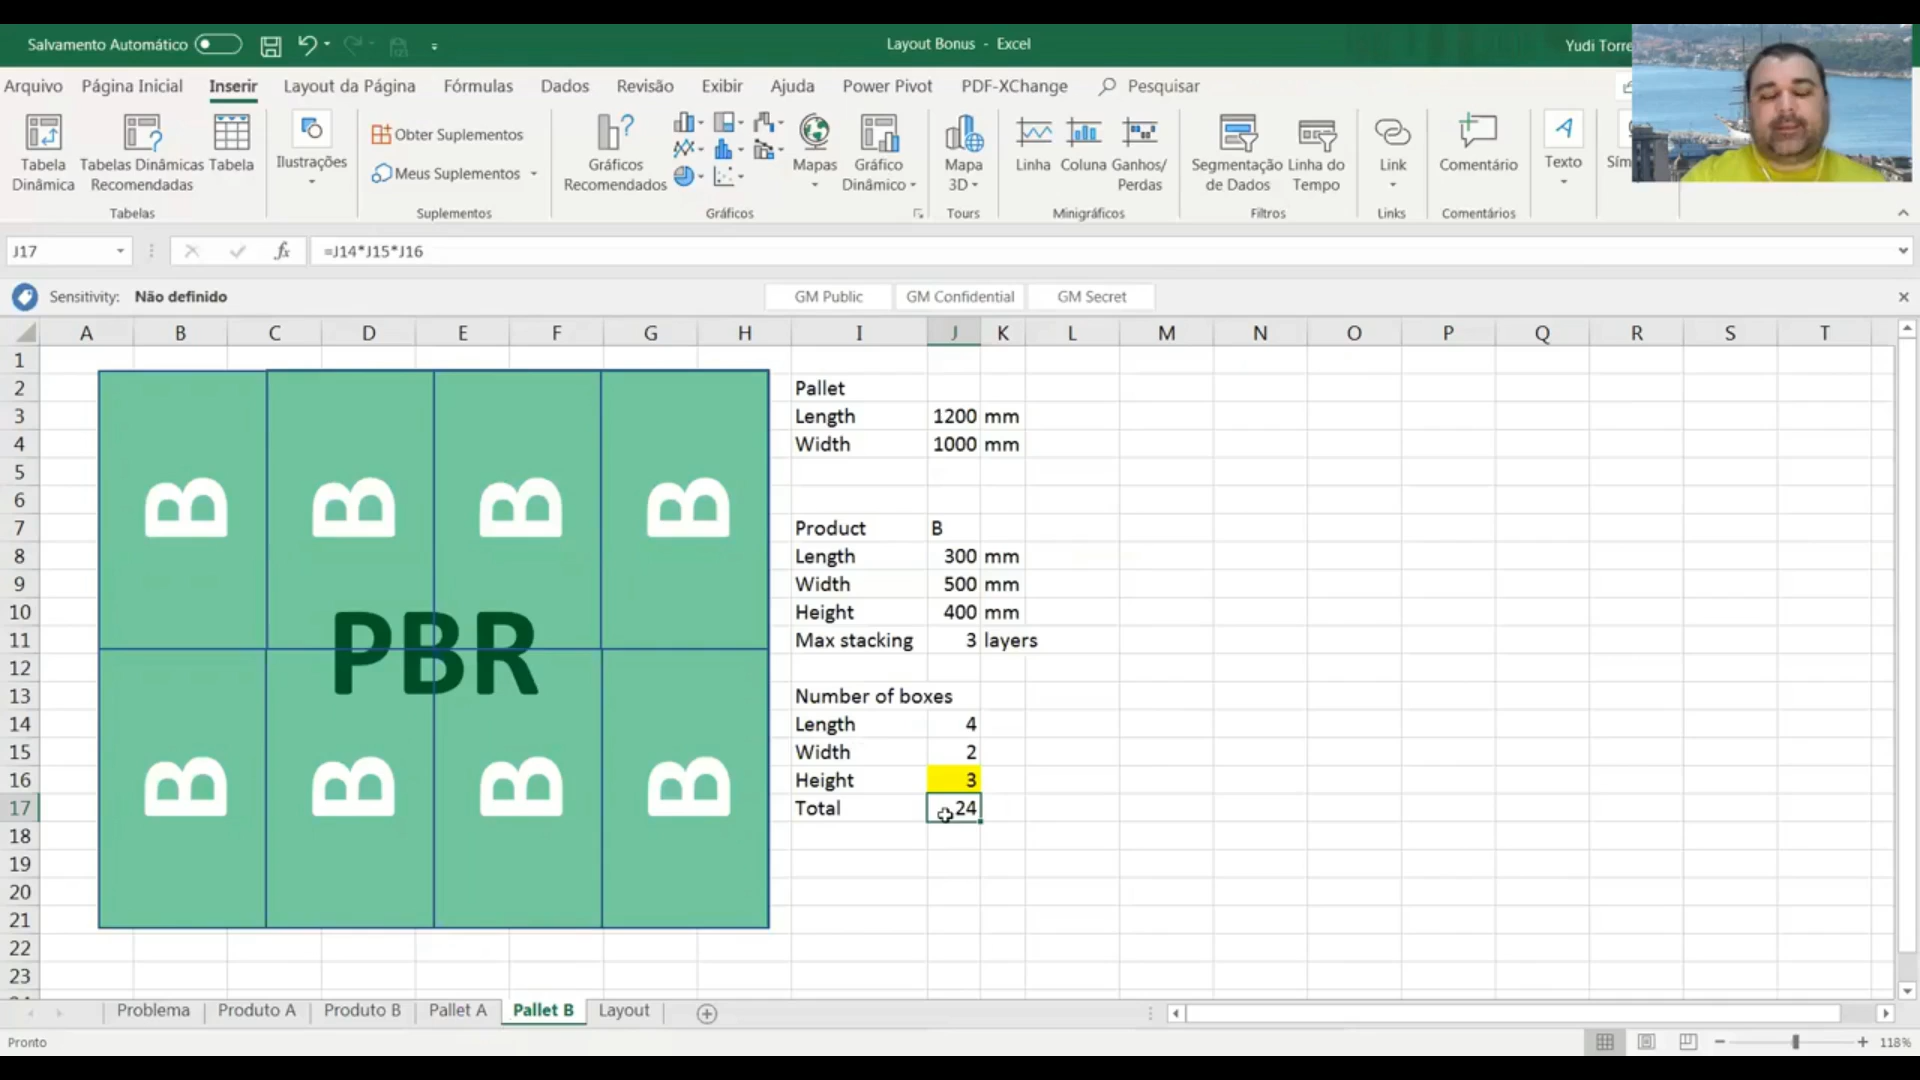 Salvamento Automático
Layout Bonus - Excel
Yudi Torre
Arquivo Página Inicial Inserir Layout da Página Fórmulas Dados Revisão Exibir Ajuda Power Pivot PDF-XChange Pesquisar
Tabela Dinâmica
Tabelas Dinâmicas Recomendadas
Tabela
Tabelas
Ilustrações
Obter Suplementos
Meus Suplementos
Suplementos
Gráficos Recomendados
Mapas
Gráfico Dinâmico
Gráficos
Mapa 3D
Tours
Linha
Coluna
Ganhos/ Perdas
Minigráficos
Segmentação de Dados
Linha do Tempo
Filtros
Link
Links
Comentário
Comentários
Texto
Sím
J17 fx =J14*J15*J16
Sensitivity: Não definido GM Public GM Confidential GM Secret
A B C D E F G H I J K L M N O P Q R S T
1
2 Pallet
3 Length 1200 mm
4 Width 1000 mm
5
6
7 Product B
8 Length 300 mm
9 Width 500 mm
10 Height 400 mm
11 Max stacking 3 layers
12
13 Number of boxes
14 Length 4
15 Width 2
16 Height 3
17 Total 24
18
19
20
21
22
23
B B B B
PBR
B B B B
Problema Produto A Produto B Pallet A Pallet B Layout
Pronto
118%